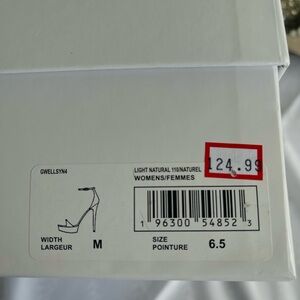 GWELLSYN4
LIGHT NATURAL 110/NATUREL
WOMENS/FEMMES
124.99
1 96300 54852 3
WIDTH
LARGEUR
M
SIZE
POINTURE
6.5